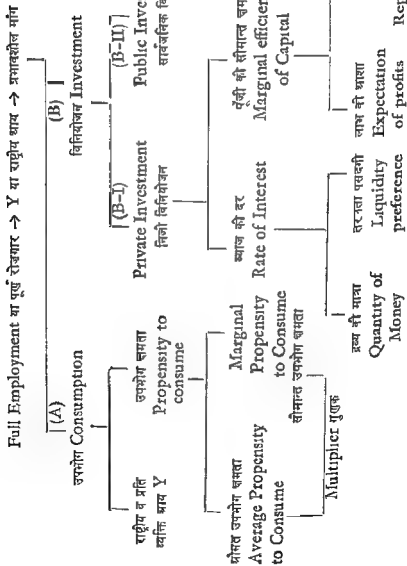 Full Employment या पूर्ण रोजगार → Y या राष्ट्रीय आय → प्रभावशील माँग
(A)
उपभोग Consumption
(B)
विनियोजन Investment
राष्ट्रीय व प्रति
व्यक्ति आय Y
उपभोग क्षमता
Propensity to
consume
(B-I)
Private Investment
निजी विनियोजन
(B-II)
Public Inve
सार्वजनिक वि
औसत उपभोग क्षमता
Average Propensity
to Consume
Marginal
Propensity
to Consume
सीमान्त उपभोग क्षमता
ब्याज की दर
Rate of Interest
पूँजी की सीमान्त क्षम
Marginal efficien
of Capital
Multiplier गुणक
द्रव्य की मात्रा
Quantity of
Money
तरलता पसंदगी
Liquidity
preference
लाभ की आशा
Expectation
of profits
Rep